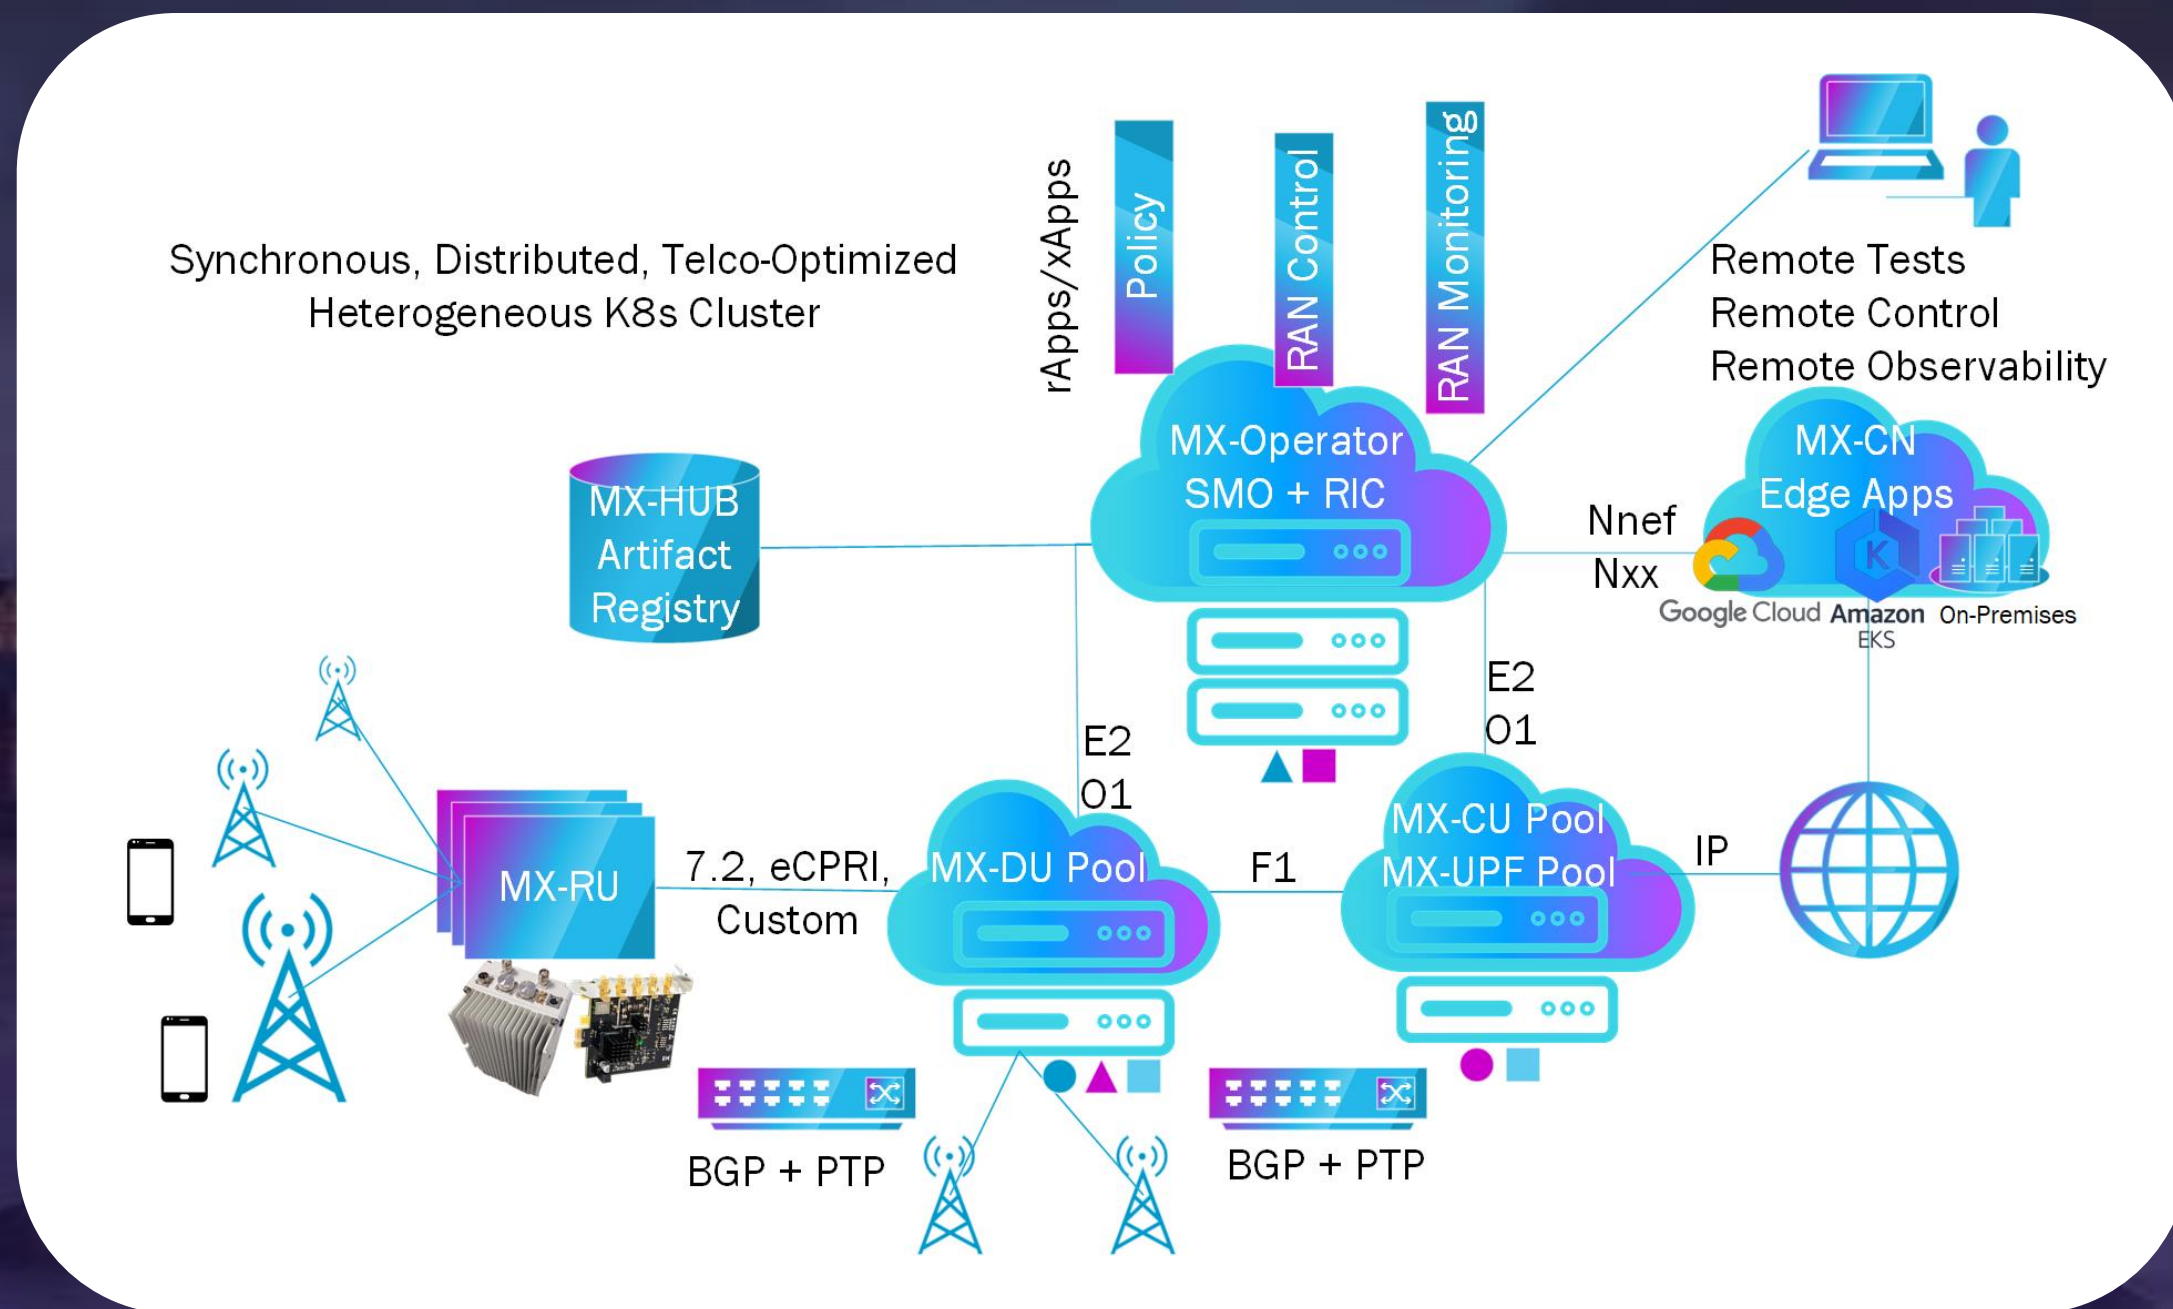 Synchronous, Distributed, Telco-Optimized
Heterogeneous K8s Cluster
rApps/xApps
Policy
RAN Control
RAN Monitoring
Remote Tests
Remote Control
Remote Observability
MX-Operator
SMO + RIC
MX-CN
Edge Apps
MX-HUB
Artifact
Registry
Nnef
Nxx
K
Google Cloud
Amazon
EKS
On-Premises
E2
O1
E2
O1
MX-RU
7.2, eCPRI,
Custom
MX-DU Pool
F1
MX-CU Pool
MX-UPF Pool
IP
BGP + PTP
BGP + PTP